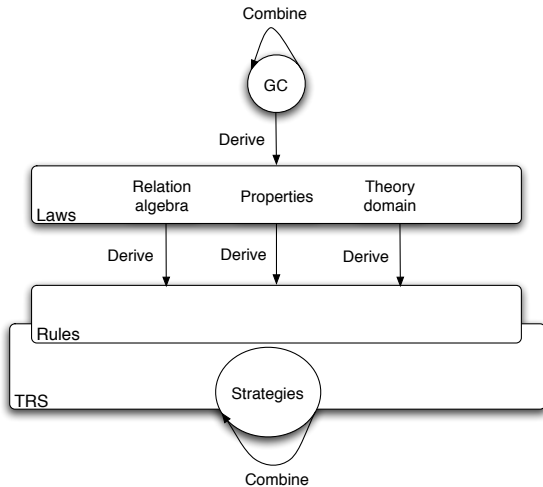 Combine
GC
Derive
Relation
algebra
Properties
Theory
domain
Laws
Derive
Derive
Derive
Rules
Strategies
TRS
Combine